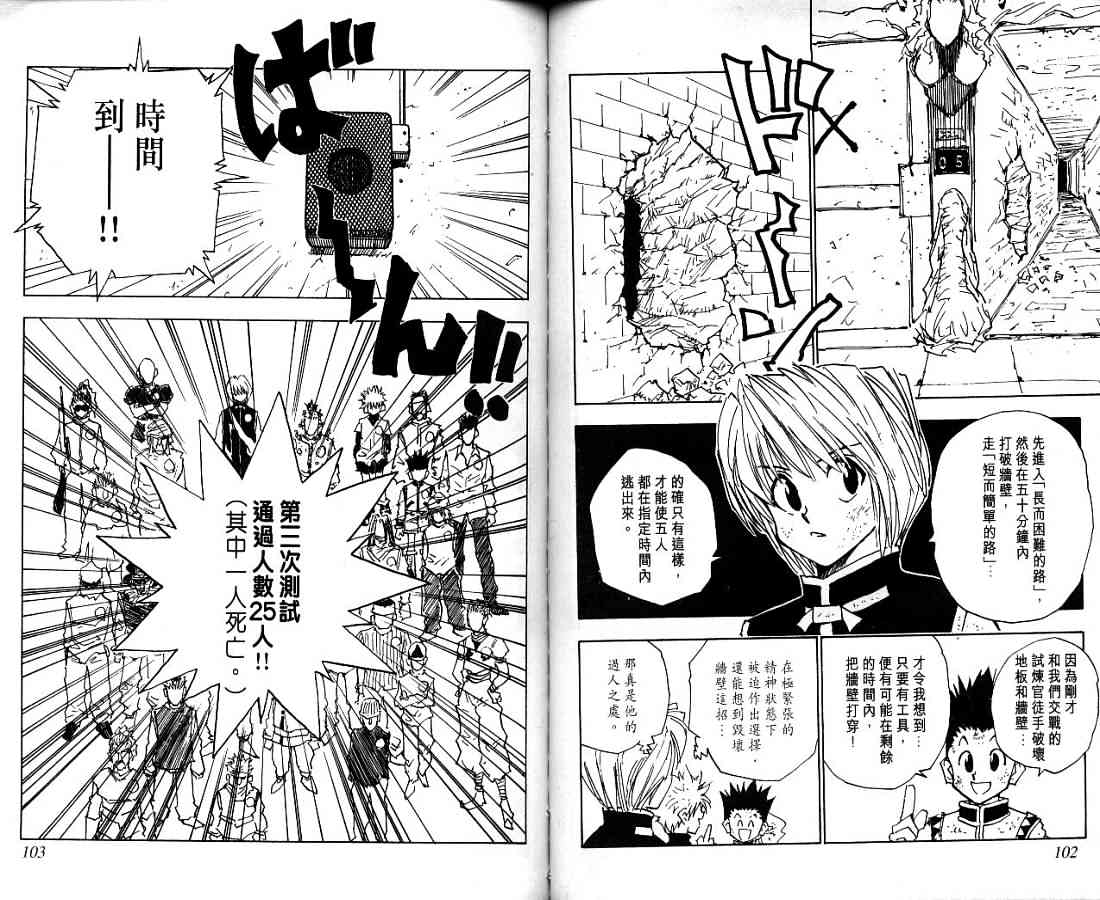 05
ドドドド
先進入「長而困難的路」,
然後在五十分鐘內
打破牆壁,
走「短而簡單的路」…
的確只有這樣,
才能使五人
都在指定時間內
逃出來。
因為剛才
和我們交戰的
試煉官徒手破壞
地板和牆壁…
才令我想到…
只要有工具,
便有可能在剩餘
的時間內,
把牆壁打穿!
在極緊張的
精神狀態下
被迫作出選擇,
還能想到毀壞
牆壁這招…
那真是他的
過人之處。
102
ばーん!!
時間
到——!!
第三次測試
通過人數25人!!
(其中一人死亡。)
103